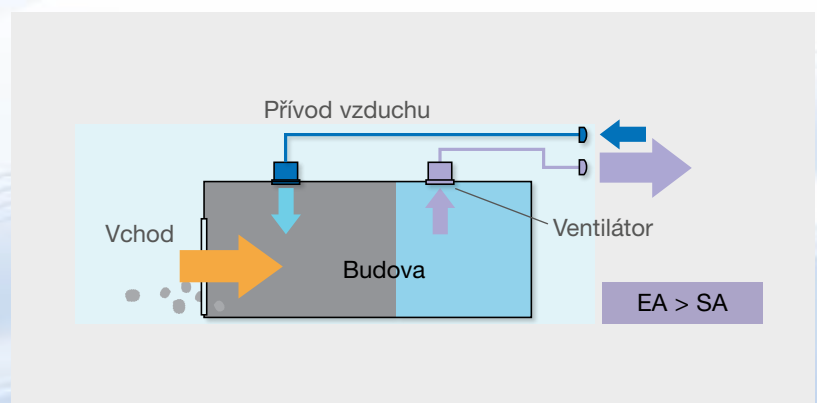 Přívod vzduchu
Vchod
Ventilátor
Budova
EA > SA